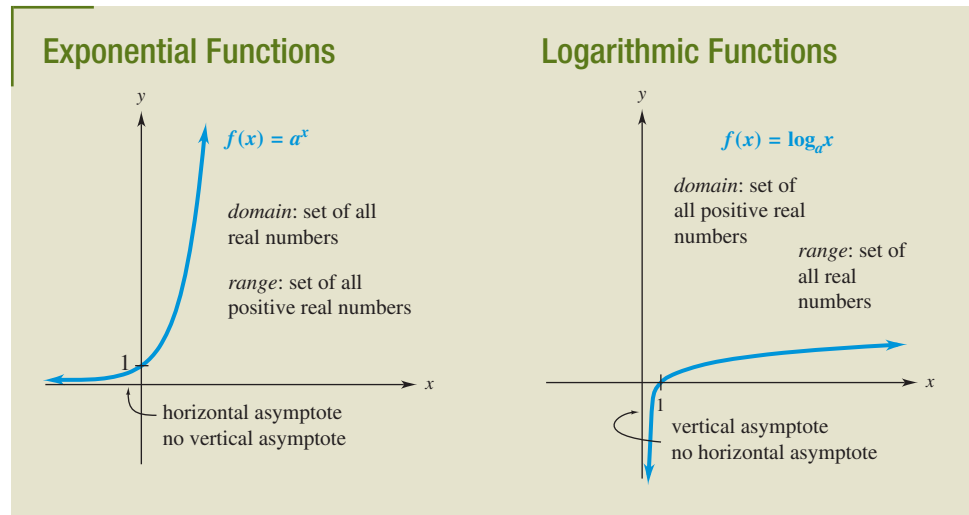 Exponential Functions
y
f(x) = aˣ
domain: set of all
real numbers
range: set of all
positive real numbers
1
x
horizontal asymptote
no vertical asymptote
Logarithmic Functions
y
f(x) = logₐx
domain: set of
all positive real
numbers
range: set of
all real
numbers
x
1
vertical asymptote
no horizontal asymptote